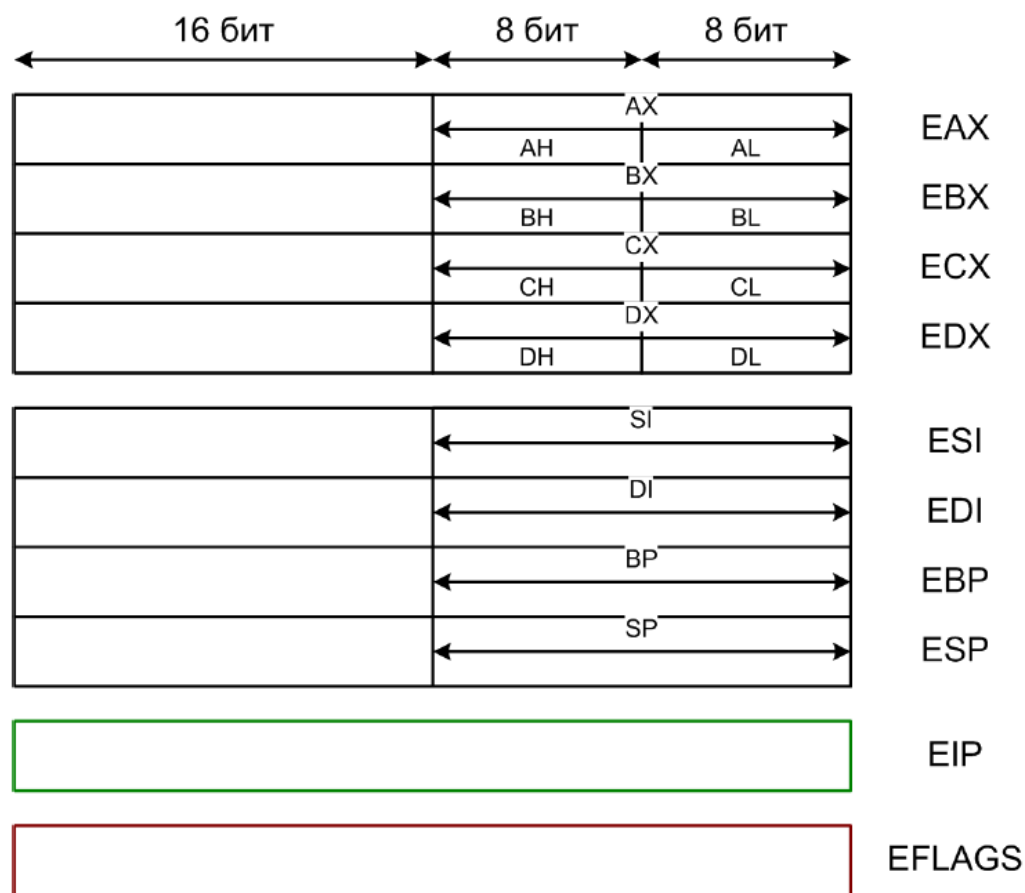 16 бит 8 бит 8 бит
AX
AH AL EAX
BX
BH BL EBX
CX
CH CL ECX
DX
DH DL EDX
SI
ESI
DI
EDI
BP
EBP
SP
ESP
EIP
EFLAGS